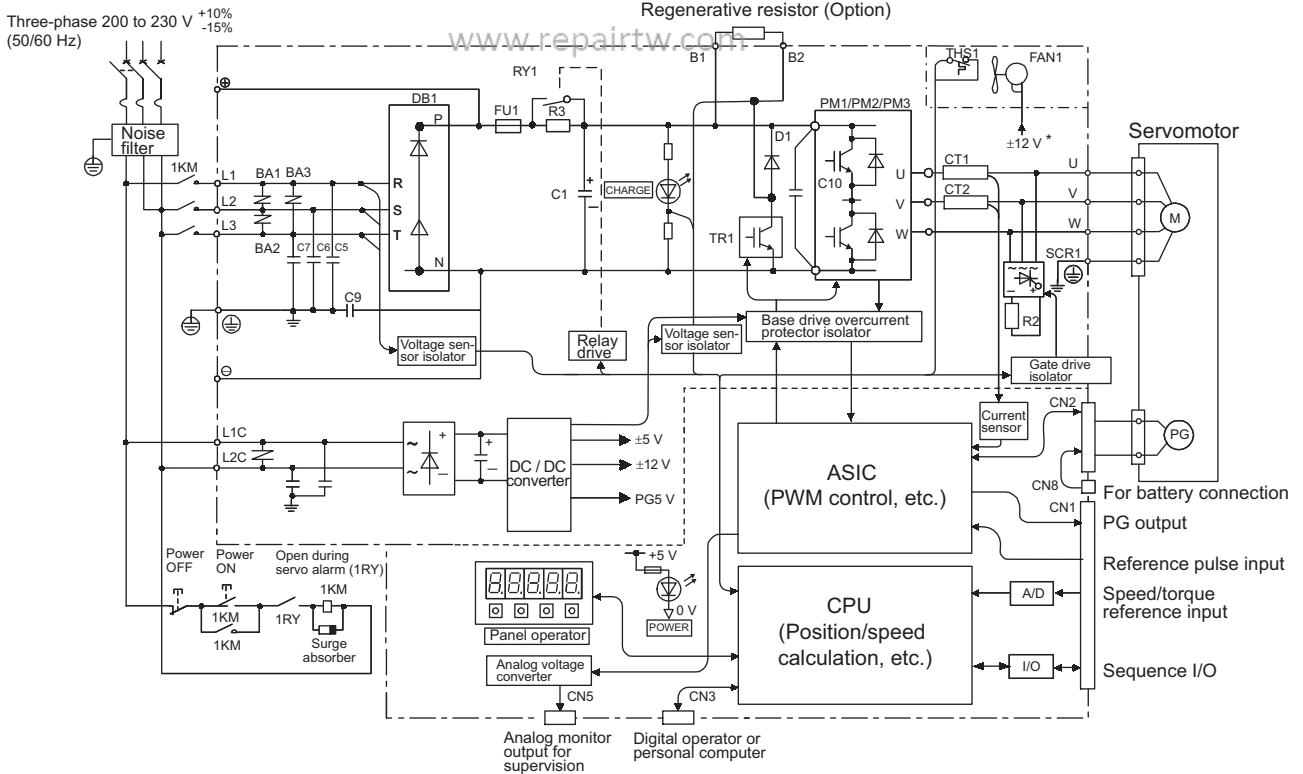 Regenerative resistor (Option)
Three-phase 200 to 230 V +10%
-15%
(50/60 Hz)
www.repairtw.com
B1
B2
THS1
FAN1
RY1
DB1
P
FU1
R3
D1
PM1/PM2/PM3
±12 V *
Servomotor
Noise
filter
1KM
L1
BA1
BA3
R
C1
CHARGE
C10
U
CT1
U
L2
S
V
CT2
V
M
L3
BA2
T
C7
C6
C5
TR1
W
W
N
SCR1
C9
R2
Voltage sen-
sor isolator
Relay
drive
Voltage sen-
sor isolator
Base drive overcurrent
protector isolator
Gate drive
isolator
CN2
Current
sensor
L1C
L2C
DC / DC
converter
±5 V
±12 V
PG5 V
ASIC
(PWM control, etc.)
PG
CN8
For battery connection
CN1
PG output
Reference pulse input
Power
OFF
Power
ON
Open during
servo alarm (1RY)
1KM
1KM
1RY
1KM
Surge
absorber
+5 V
0 V
POWER
88888
Panel operator
Analog voltage
converter
CPU
(Position/speed
calculation, etc.)
A/D
Speed/torque
reference input
I/O
Sequence I/O
CN5
CN3
Analog monitor
output for
supervision
Digital operator or
personal computer